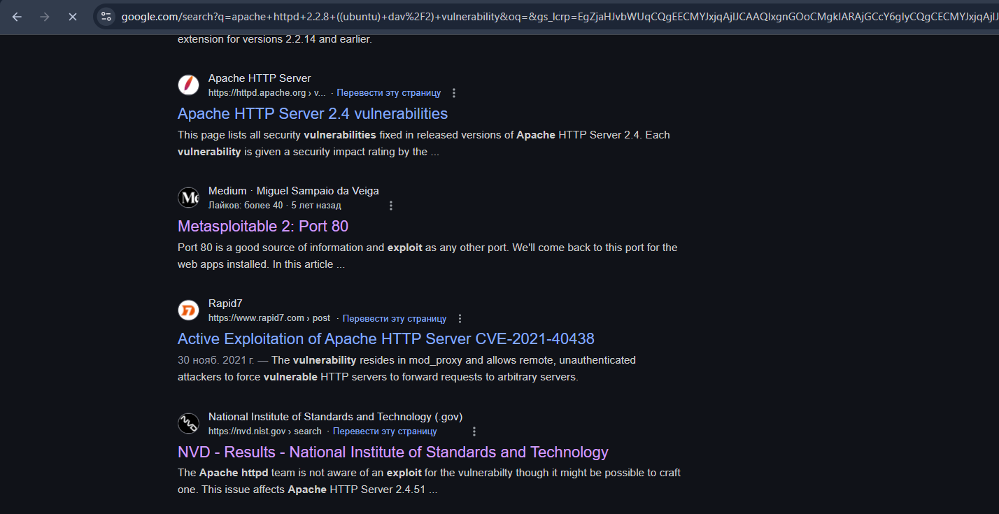 google.com/search?q=apache+httpd+2.2.8+((ubuntu)+dav%2F2)+vulnerability&oq=&gs_lcrp=EgZjaHJvbWUqCQgEECMYJxjqAjIJCAAQIxgnGOoCMgkIARAjGCcY6gIyCQgCECMYJxjqAjIJ
extension for versions 2.2.14 and earlier.
Apache HTTP Server
https://httpd.apache.org › v... · Перевести эту страницу
Apache HTTP Server 2.4 vulnerabilities
This page lists all security vulnerabilities fixed in released versions of Apache HTTP Server 2.4. Each
vulnerability is given a security impact rating by the ...
Medium · Miguel Sampaio da Veiga
Лайков: более 40 · 5 лет назад
Metasploitable 2: Port 80
Port 80 is a good source of information and exploit as any other port. We'll come back to this port for the
web apps installed. In this article ...
Rapid7
https://www.rapid7.com › post · Перевести эту страницу
Active Exploitation of Apache HTTP Server CVE-2021-40438
30 нояб. 2021 г. — The vulnerability resides in mod_proxy and allows remote, unauthenticated
attackers to force vulnerable HTTP servers to forward requests to arbitrary servers.
National Institute of Standards and Technology (.gov)
https://nvd.nist.gov › search · Перевести эту страницу
NVD - Results - National Institute of Standards and Technology
The Apache httpd team is not aware of an exploit for the vulnerabilty though it might be possible to craft
one. This issue affects Apache HTTP Server 2.4.51 ...